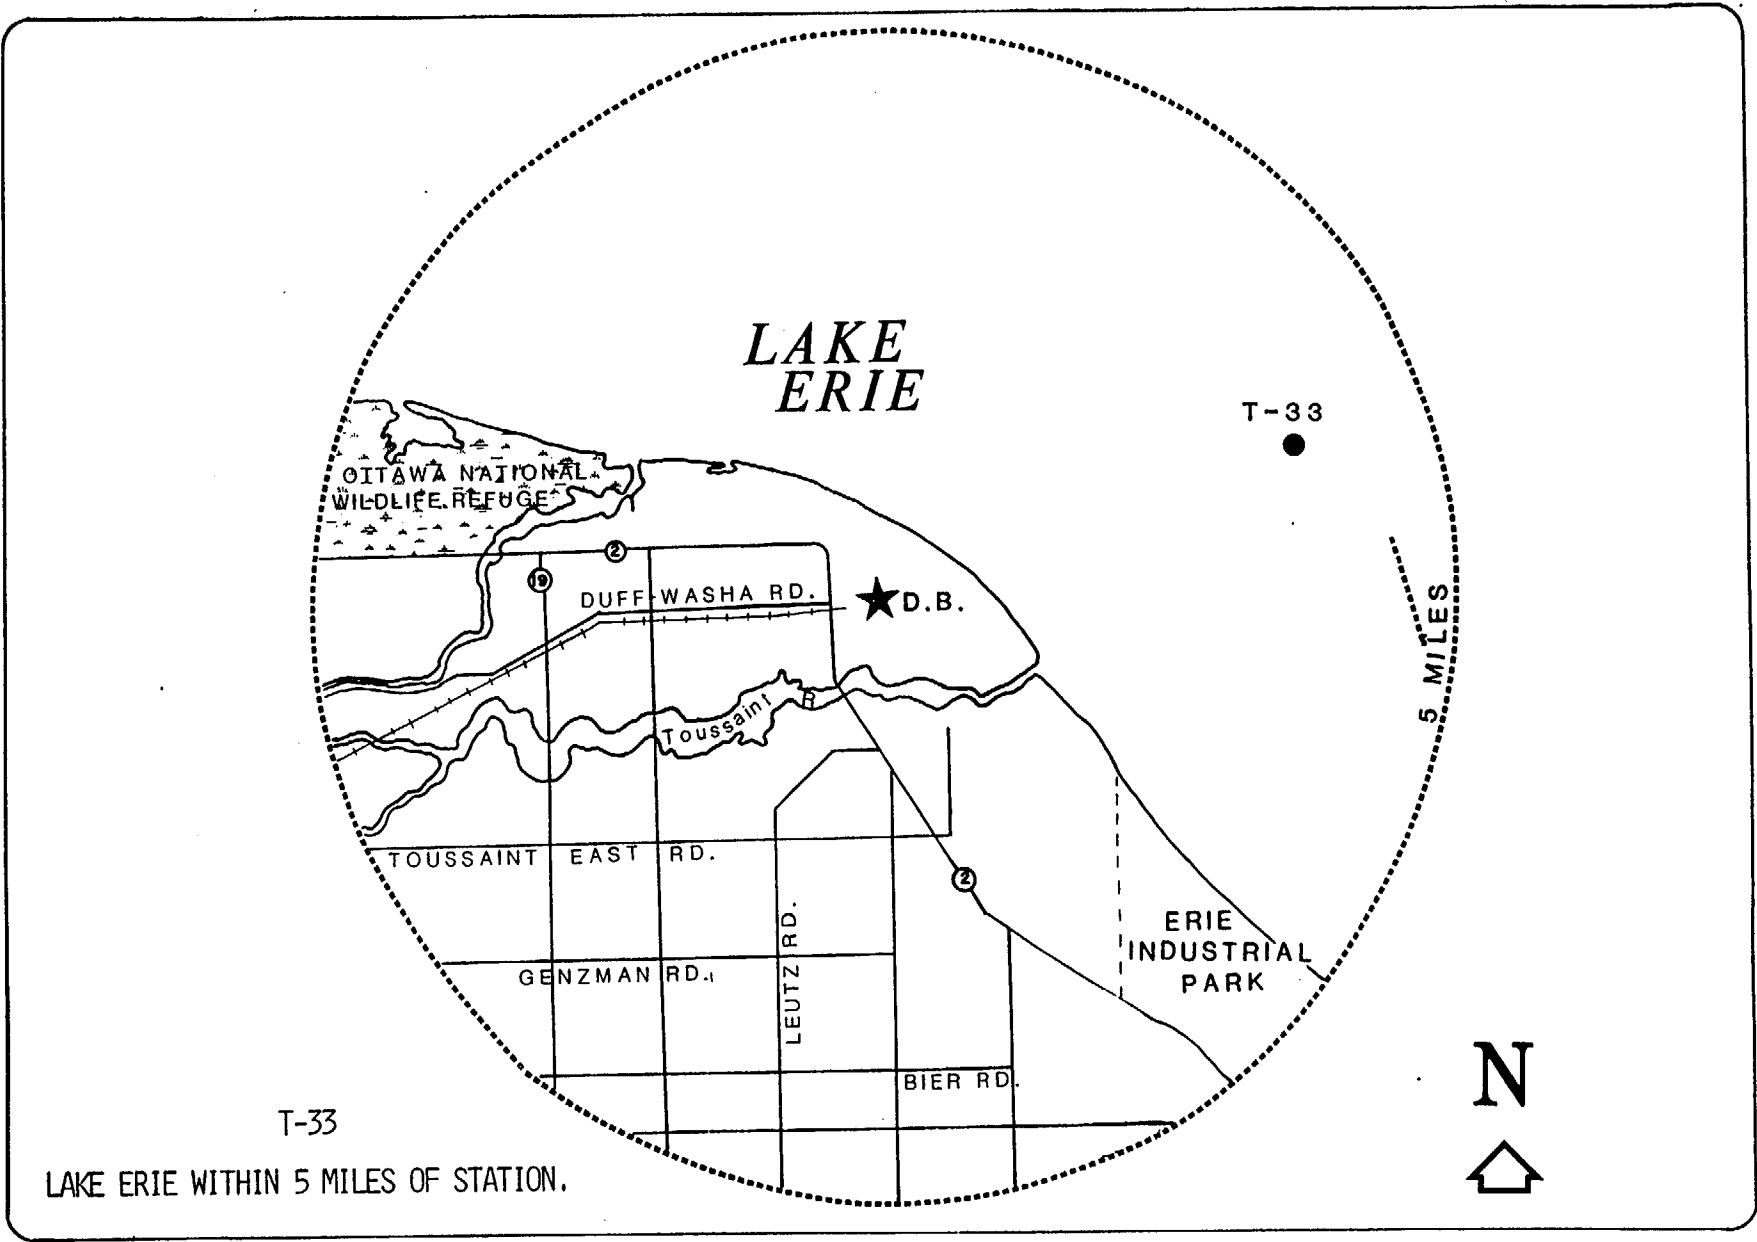 LAKE
ERIE
T-33
OTTAWA NATIONAL
WILDLIFE REFUGE
2
19
DUFF WASHA RD.
D.B.
5 MILES
Toussaint R
TOUSSAINT EAST RD.
2
LEUTZ RD.
ERIE
INDUSTRIAL
PARK
GENZMAN RD.
BIER RD.
N
T-33
LAKE ERIE WITHIN 5 MILES OF STATION.